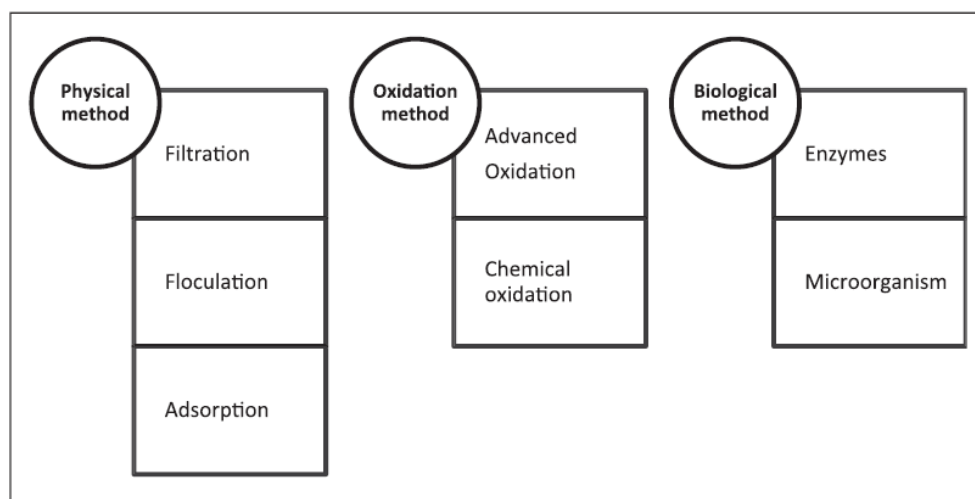 Physical
method
Filtration
Floculation
Adsorption
Oxidation
method
Advanced
Oxidation
Chemical
oxidation
Biological
method
Enzymes
Microorganism